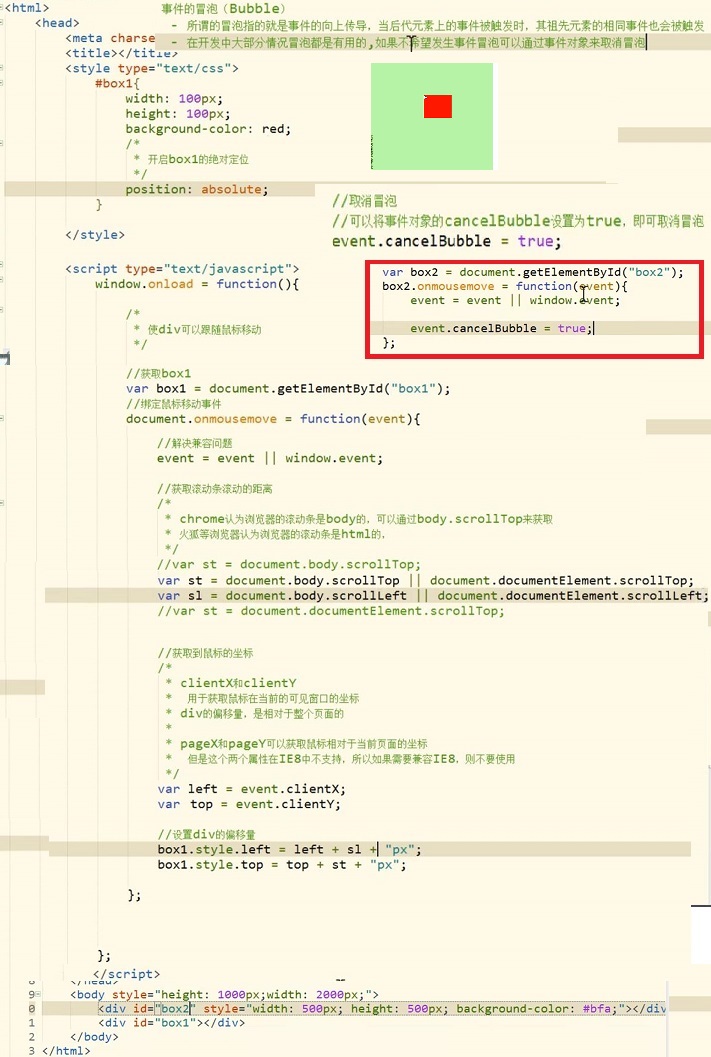 <html>
事件的冒泡（Bubble）
<head>
- 所谓的冒泡指的就是事件的向上传导，当后代元素上的事件被触发时，其祖先元素的相同事件也会被触发
<meta charse
- 在开发中大部分情况冒泡都是有用的,如果不希望发生事件冒泡可以通过事件对象来取消冒泡
<title></title>
<style type="text/css">
#box1{
width: 100px;
height: 100px;
background-color: red;
/*
* 开启box1的绝对定位
*/
position: absolute;
}
</style>
//取消冒泡
//可以将事件对象的cancelBubble设置为true，即可取消冒泡
event.cancelBubble = true;
<script type="text/javascript">
window.onload = function(){
var box2 = document.getElementById("box2");
box2.onmousemove = function(event){
event = event || window.event;
event.cancelBubble = true;
};
/*
* 使div可以跟随鼠标移动
*/
//获取box1
var box1 = document.getElementById("box1");
//绑定鼠标移动事件
document.onmousemove = function(event){
//解决兼容问题
event = event || window.event;
//获取滚动条滚动的距离
/*
* chrome认为浏览器的滚动条是body的，可以通过body.scrollTop来获取
* 火狐等浏览器认为浏览器的滚动条是html的，
*/
//var st = document.body.scrollTop;
var st = document.body.scrollTop || document.documentElement.scrollTop;
var sl = document.body.scrollLeft || document.documentElement.scrollLeft;
//var st = document.documentElement.scrollTop;
//获取到鼠标的坐标
/*
* clientX和clientY
* 用于获取鼠标在当前的可见窗口的坐标
* div的偏移量，是相对于整个页面的
*
* pageX和pageY可以获取鼠标相对于当前页面的坐标
* 但是这个两个属性在IE8中不支持，所以如果需要兼容IE8，则不要使用
*/
var left = event.clientX;
var top = event.clientY;
//设置div的偏移量
box1.style.left = left + sl + "px";
box1.style.top = top + st + "px";
};
};
</script>
8 </head>
9 <body style="height: 1000px;width: 2000px;">
0 <div id="box2" style="width: 500px; height: 500px; background-color: #bfa;"></div
1 <div id="box1"></div>
2 </body>
3 </html>